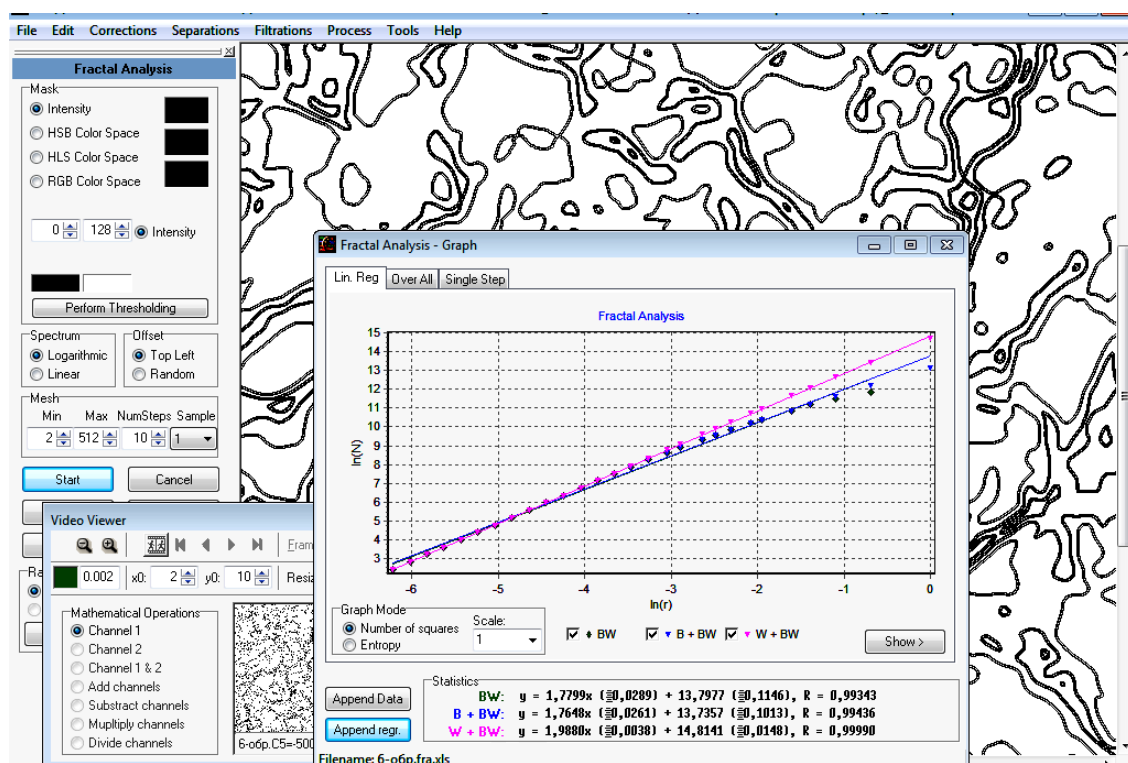 File Edit Corrections Separations Filtrations Process Tools Help
Fractal Analysis
Mask
Intensity
HSB Color Space
HLS Color Space
RGB Color Space
0 128 Intensity
Perform Thresholding
Spectrum Offset
Logarithmic Top Left
Linear Random
Mesh
Min Max NumSteps Sample
2 512 10 1
Start Cancel
Video Viewer
Fram
0.002 x0: 2 y0: 10 Resiz
Ra
Mathematical Operations
Channel 1
Channel 2
Channel 1 & 2
Add channels
Substract channels
Mupltiply channels
Divide channels
6-o6p.C5=-500
Fractal Analysis - Graph
Lin. Reg Over All Single Step
Fractal Analysis
ln(N)
15
14
13
12
11
10
9
8
7
6
5
4
3
-6 -5 -4 -3 -2 -1 0
ln(r)
Graph Mode
Number of squares
Entropy
Scale:
1
BW B + BW W + BW
Show >
Append Data
Append regr.
Statistics
BW: y = 1,7799x (≡0,0289) + 13,7977 (≡0,1146), R = 0,99343
B + BW: y = 1,7648x (≡0,0261) + 13,7357 (≡0,1013), R = 0,99436
W + BW: y = 1,9880x (≡0,0038) + 14,8141 (≡0,0148), R = 0,99990
Filename: 6-o6p.fra.xls